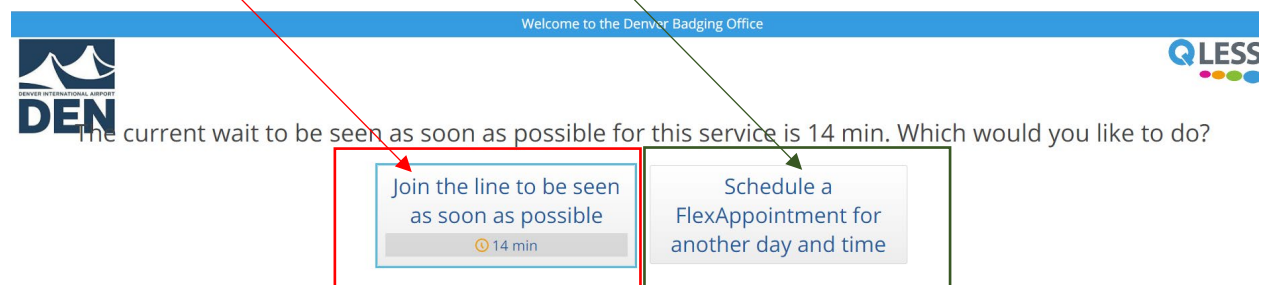 Welcome to the Denver Badging Office
QLESS
DENVER INTERNATIONAL AIRPORT
DEN
The current wait to be seen as soon as possible for this service is 14 min. Which would you like to do?
Join the line to be seen
as soon as possible
14 min
Schedule a
FlexAppointment for
another day and time